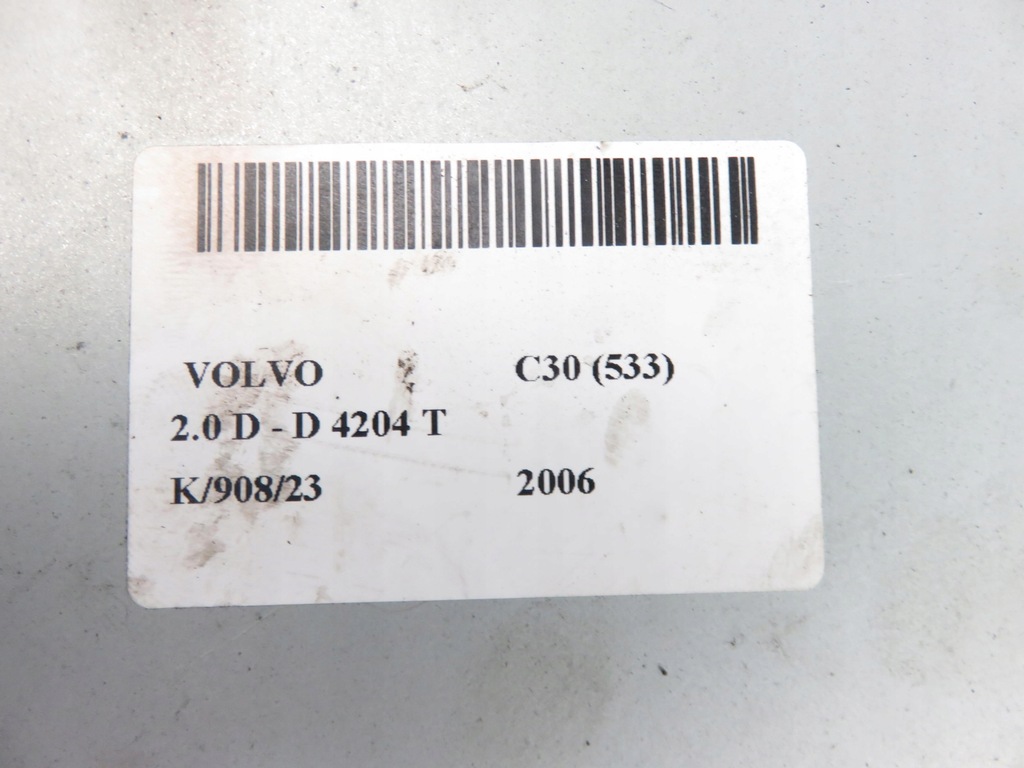 VOLVO C30 (533)
2.0 D - D 4204 T
K/908/23 2006